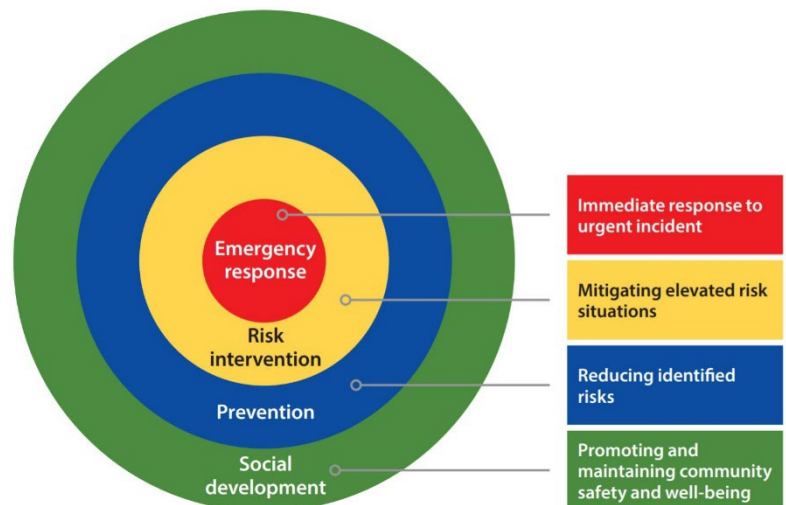 Emergency
response
Risk
intervention
Prevention
Social
development
Immediate response to
urgent incident
Mitigating elevated risk
situations
Reducing identified
risks
Promoting and
maintaining community
safety and well-being